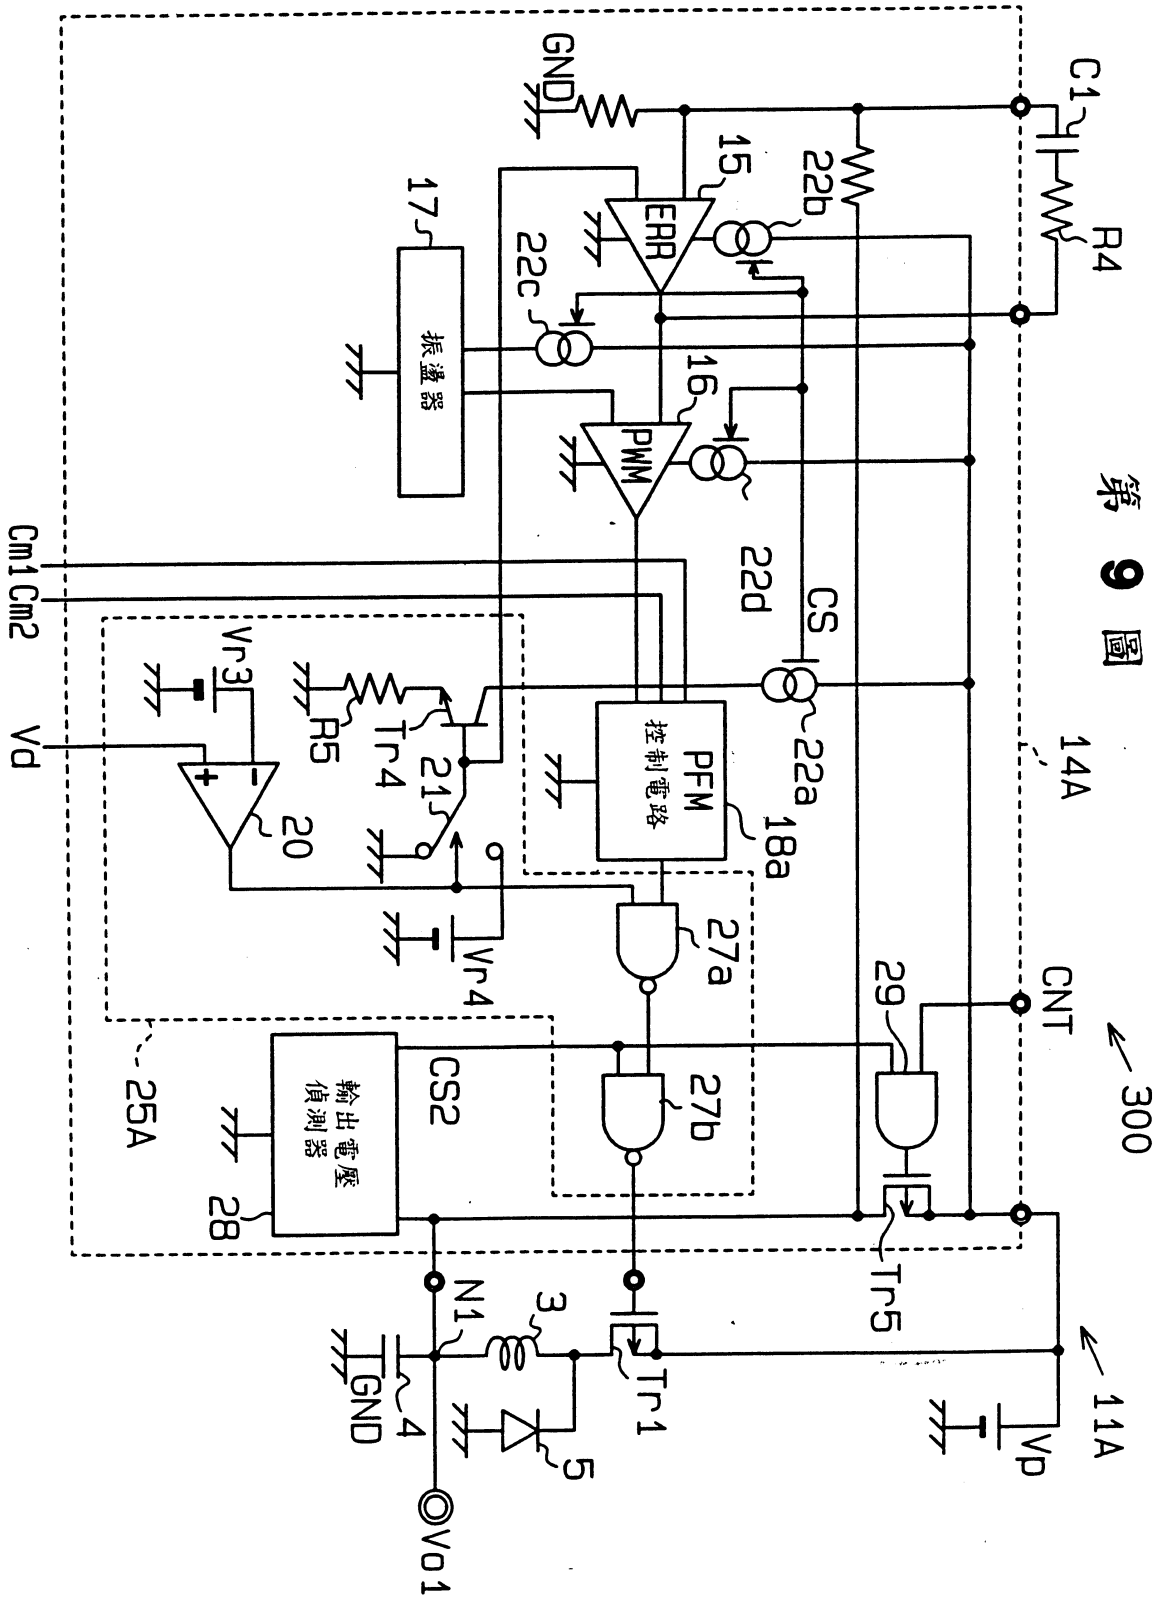 第 9 圖
300
11A
14A
C1
R4
CNT
Vp
22b
15
ERR
GND
17
振盪器
22c
16
PWM
22d
CS
22a
PFM
控制電路
18a
29
Tr5
27a
27b
Tr1
Cm1
Cm2
Vd
Vr3
R5
Tr4
21
20
-
+
Vr4
25A
CS2
輸出電壓
偵測器
28
N1
3
5
4
GND
Vo1